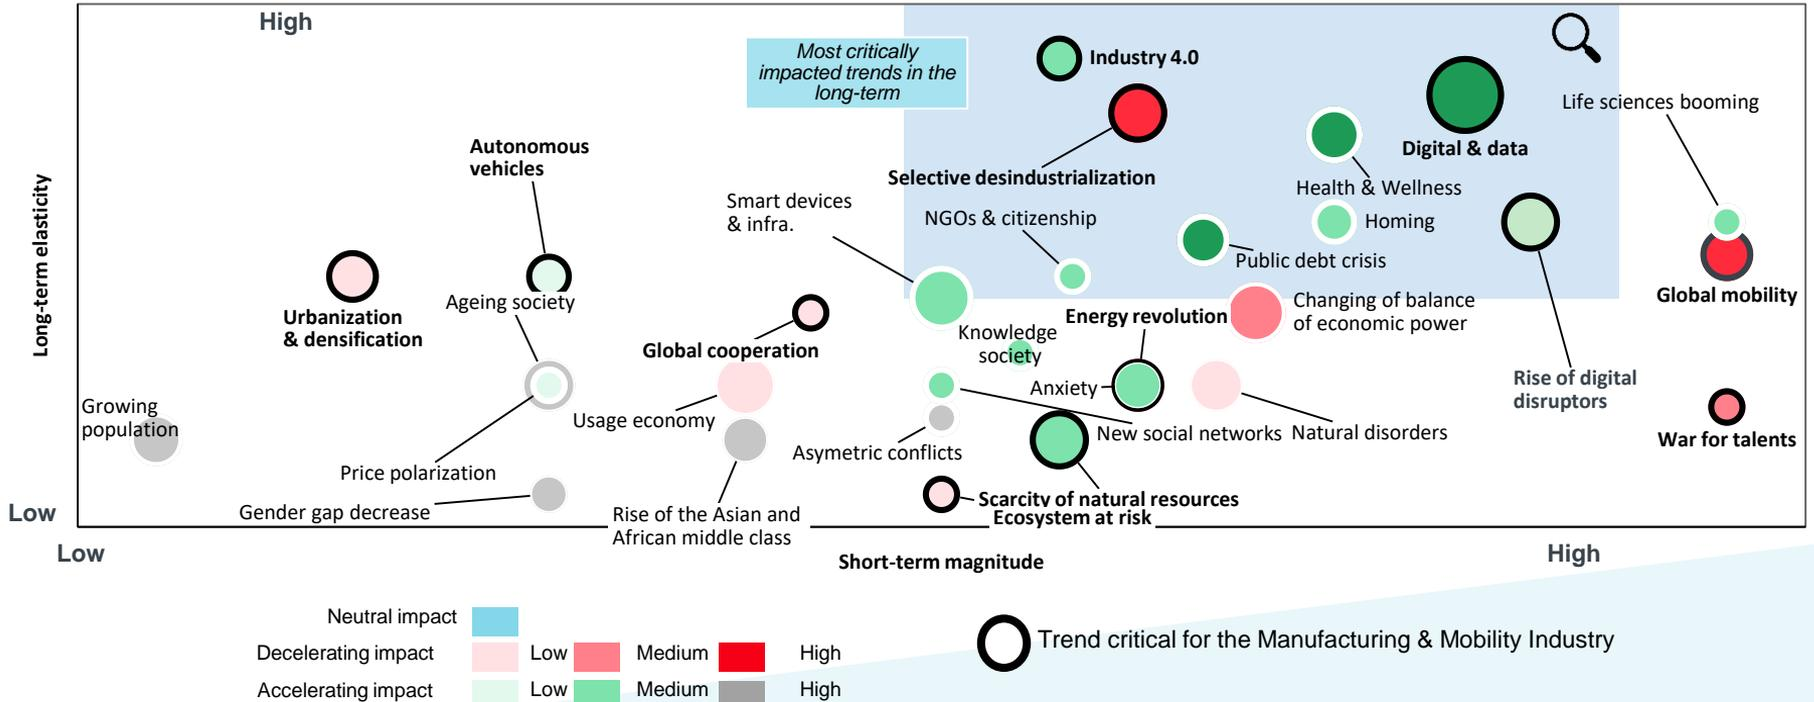 High
Most critically
impacted trends in the
long-term
Industry 4.0
Life sciences booming
Autonomous
vehicles
Digital & data
Selective desindustrialization
Health & Wellness
Smart devices
& infra.
NGOs & citizenship
Homing
Public debt crisis
Long-term elasticity
Ageing society
Urbanization
& densification
Global mobility
Changing of balance
of economic power
Energy revolution
Knowledge
society
Global cooperation
Anxiety
Rise of digital
disruptors
Growing
population
Usage economy
New social networks
Natural disorders
War for talents
Asymetric conflicts
Price polarization
Scarcity of natural resources
Ecosystem at risk
Gender gap decrease
Rise of the Asian and
African middle class
Low
Low
Short-term magnitude
High
Neutral impact
Decelerating impact Low Medium High
Accelerating impact Low Medium High
Trend critical for the Manufacturing & Mobility Industry